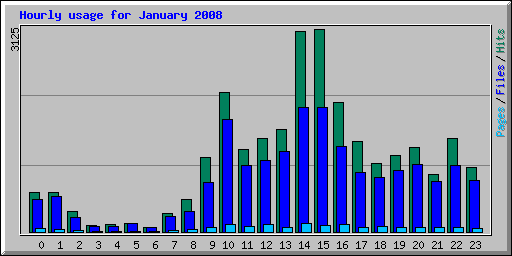 Hourly usage for January 2008
3125
Pages/Files/Hits
0 1 2 3 4 5 6 7 8 9 10 11 12 13 14 15 16 17 18 19 20 21 22 23